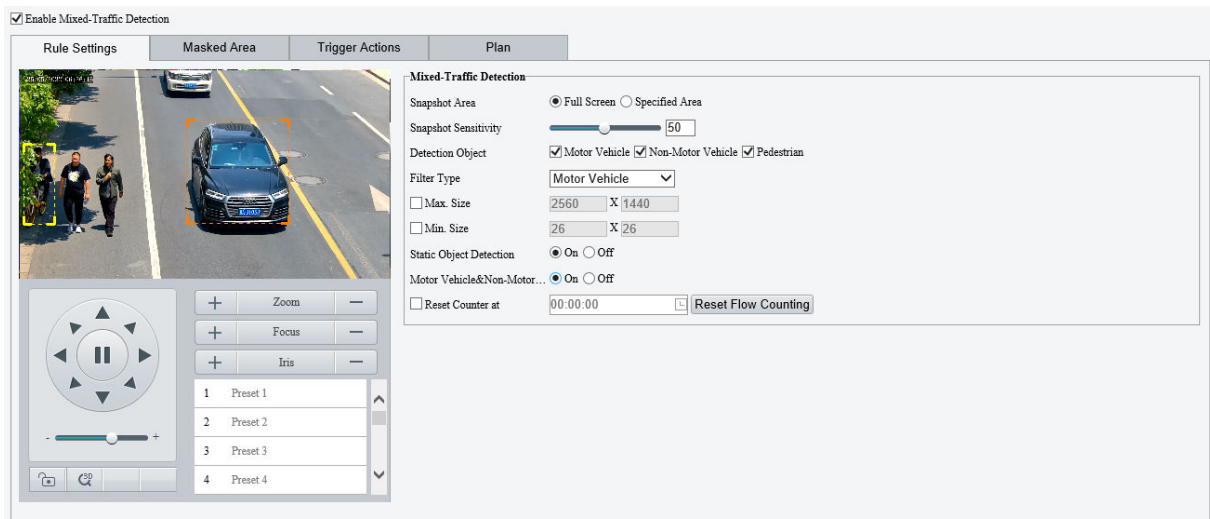 Enable Mixed-Traffic Detection
Rule Settings Masked Area Trigger Actions Plan
Mixed-Traffic Detection
Snapshot Area Full Screen Specified Area
Snapshot Sensitivity 50
Detection Object Motor Vehicle Non-Motor Vehicle Pedestrian
Filter Type Motor Vehicle
Max. Size 2560 X 1440
Min. Size 26 X 26
Static Object Detection On Off
Motor Vehicle&Non-Motor... On Off
Reset Counter at 00:00:00 Reset Flow Counting
+ Zoom −
+ Focus −
+ Iris −
1 Preset 1
2 Preset 2
3 Preset 3
4 Preset 4
- +
3D